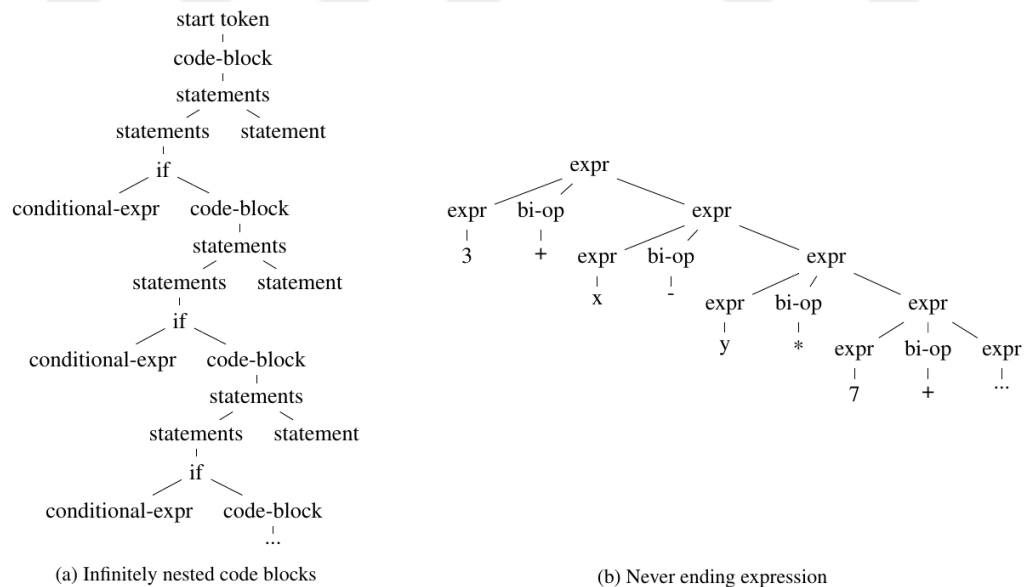 start token
code-block
statements
statements statement
if
conditional-expr code-block
statements
statements statement
if
conditional-expr code-block
statements
statements statement
if
conditional-expr code-block
...
(a) Infinitely nested code blocks
expr
expr bi-op expr
3 + expr bi-op expr
x - expr bi-op expr
y * expr bi-op expr
7 + ...
(b) Never ending expression